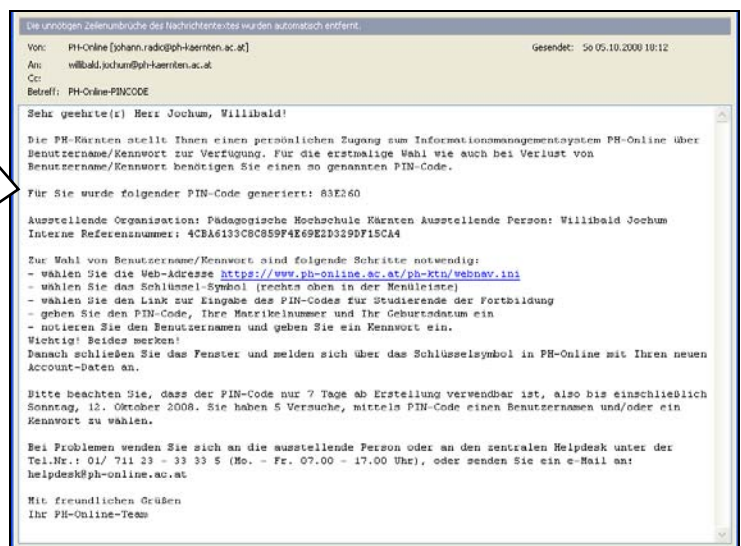 Die unnötigen Zeilenumbrüche des Nachrichtentextes wurden automatisch entfernt.
Von: PH-Online [johann.radic@ph-kaernten.ac.at] Gesendet: So 05.10.2008 18:12
An: willibald.jochum@ph-kaernten.ac.at
Cc:
Betreff: PH-Online-PINCODE
Sehr geehrte(r) Herr Jochum, Willibald!
Die PH-Kärnten stellt Ihnen einen persönlichen Zugang zum Informationsmanagementsystem PH-Online über
Benutzername/Kennwort zur Verfügung. Für die erstmalige Wahl wie auch bei Verlust von
Benutzername/Kennwort benötigen Sie einen so genannten PIN-Code.
Für Sie wurde folgender PIN-Code generiert: 83E260
Ausstellende Organisation: Pädagogische Hochschule Kärnten Ausstellende Person: Willibald Jochum
Interne Referenznummer: 4CBA6133C8C859F4E69E2D329DF15CA4
Zur Wahl von Benutzername/Kennwort sind folgende Schritte notwendig:
- wählen Sie die Web-Adresse https://www.ph-online.ac.at/ph-ktn/webnav.ini
- wählen Sie das Schlüssel-Symbol (rechts oben in der Menüleiste)
- wählen Sie den Link zur Eingabe des PIN-Codes für Studierende der Fortbildung
- geben Sie den PIN-Code, Ihre Matrikelnummer und Ihr Geburtsdatum ein
- notieren Sie den Benutzernamen und geben Sie ein Kennwort ein.
Wichtig! Beides merken!
Danach schließen Sie das Fenster und melden sich über das Schlüsselsymbol in PH-Online mit Ihren neuen
Account-Daten an.
Bitte beachten Sie, dass der PIN-Code nur 7 Tage ab Erstellung verwendbar ist, also bis einschließlich
Sonntag, 12. Oktober 2008. Sie haben 5 Versuche, mittels PIN-Code einen Benutzernamen und/oder ein
Kennwort zu wählen.
Bei Problemen wenden Sie sich an die ausstellende Person oder an den zentralen Helpdesk unter der
Tel.Nr.: 01/ 711 23 - 33 33 5 (Mo. - Fr. 07.00 - 17.00 Uhr), oder senden Sie ein e-Mail an:
helpdesk@ph-online.ac.at
Mit freundlichen Grüßen
Ihr PH-Online-Team